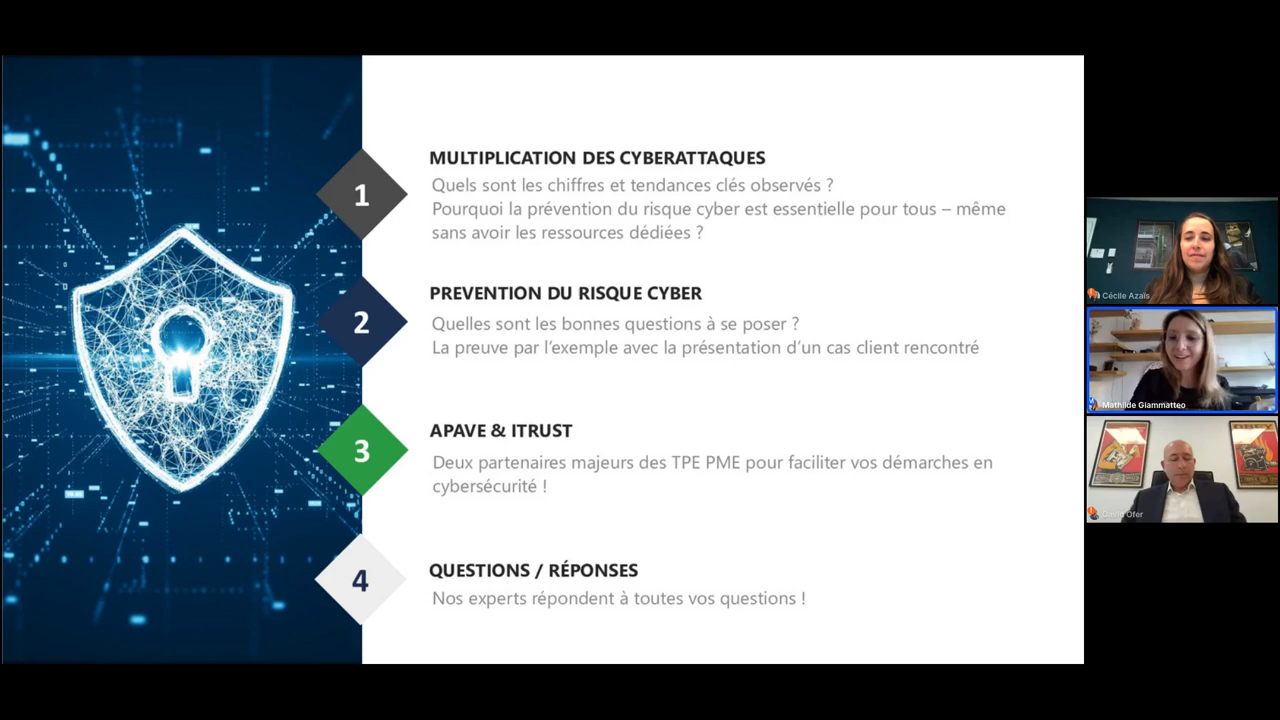 1
MULTIPLICATION DES CYBERATTAQUES
Quels sont les chiffres et tendances clés observés ?
Pourquoi la prévention du risque cyber est essentielle pour tous – même
sans avoir les ressources dédiées ?
2
PREVENTION DU RISQUE CYBER
Quelles sont les bonnes questions à se poser ?
La preuve par l'exemple avec la présentation d'un cas client rencontré
3
APAVE & ITRUST
Deux partenaires majeurs des TPE PME pour faciliter vos démarches en
cybersécurité !
4
QUESTIONS / RÉPONSES
Nos experts répondent à toutes vos questions !
Cécile Azaïs
Mathilde Giammatteo
David Ofer